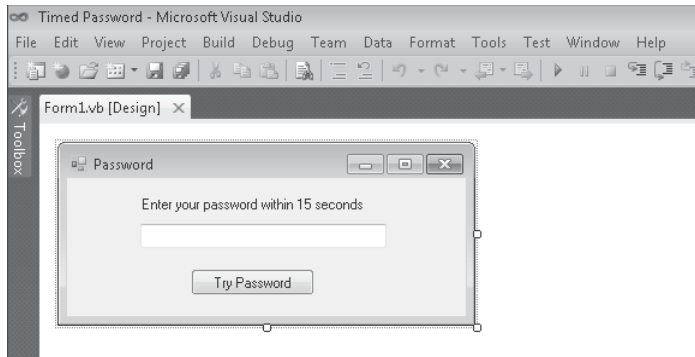 Timed Password - Microsoft Visual Studio
File Edit View Project Build Debug Team Data Format Tools Test Window Help
Toolbox
Form1.vb [Design]
Password
Enter your password within 15 seconds
Try Password